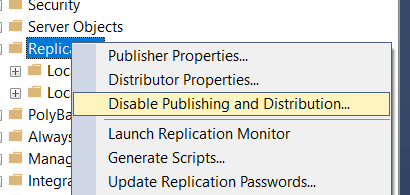 Security
Server Objects
Replica
Publisher Properties...
Loc
Distributor Properties...
Loc
Disable Publishing and Distribution...
PolyBa
Always
Launch Replication Monitor
Manag
Generate Scripts...
Integra
Update Replication Passwords...